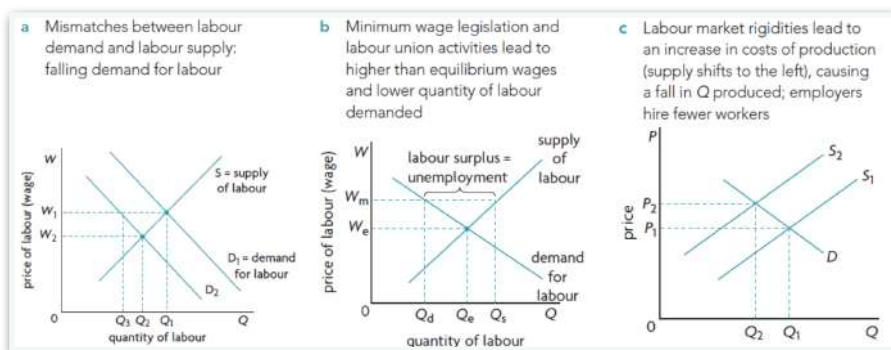 a Mismatches between labour
demand and labour supply:
falling demand for labour
W
S = supply
of labour
W1
W2
D1 = demand
for labour
D2
price of labour (wage)
0
Q3 Q2 Q1
Q
quantity of labour
b Minimum wage legislation and
labour union activities lead to
higher than equilibrium wages
and lower quantity of labour
demanded
W
labour surplus =
unemployment
supply
of
labour
Wm
We
price of labour (wage)
demand
for
labour
0
Qd
Qe
Qs
Q
quantity of labour
c Labour market rigidities lead to
an increase in costs of production
(supply shifts to the left), causing
a fall in Q produced; employers
hire fewer workers
P
S2
S1
P2
P1
price
D
0
Q2
Q1
Q